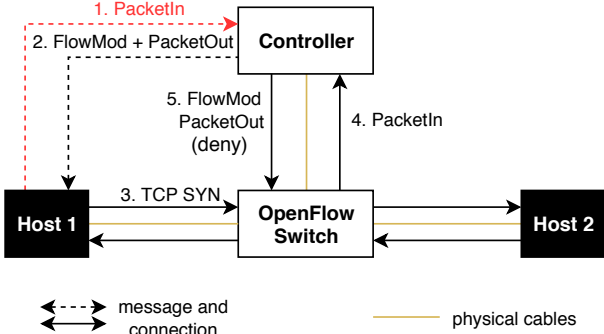 1. PacketIn
2. FlowMod + PacketOut
Controller
5. FlowMod
PacketOut
(deny)
4. PacketIn
3. TCP SYN
Host 1
OpenFlow
Switch
Host 2
message and
connection
physical cables